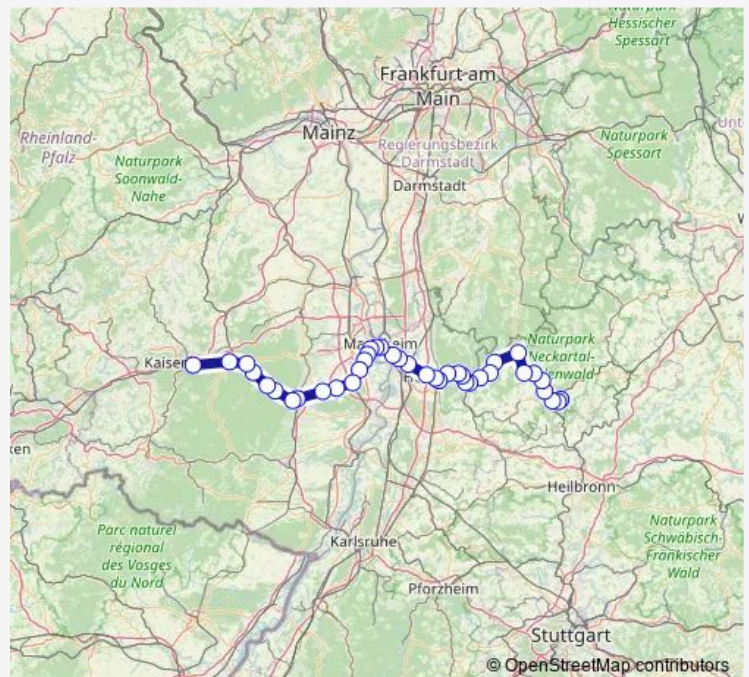 Naturpark
Hessischer
Spessart
Frankfurt am
Main
Mainz
Rheinland-
Pfalz
Naturpark
Soonwald-
Nahe
Regierungsbezirk
Darmstadt
Naturpark
Spessart
Darmstadt
Kaiser
Naturpark
Neckartal-
Heilbronn
Parc naturel
régional
des Vosges
du Nord
Naturpark
Schwäbisch-
Fränkischer
Wald
Karlsruhe
Pforzheim
Stuttgart
© OpenStreetMap contributors